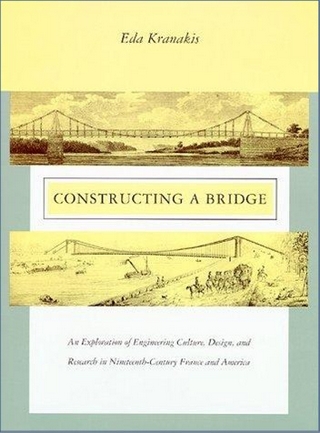 Eda Kranakis
CONSTRUCTING A BRIDGE
An Exploration of Engineering Culture, Design, and
Research in Nineteenth-Century France and America